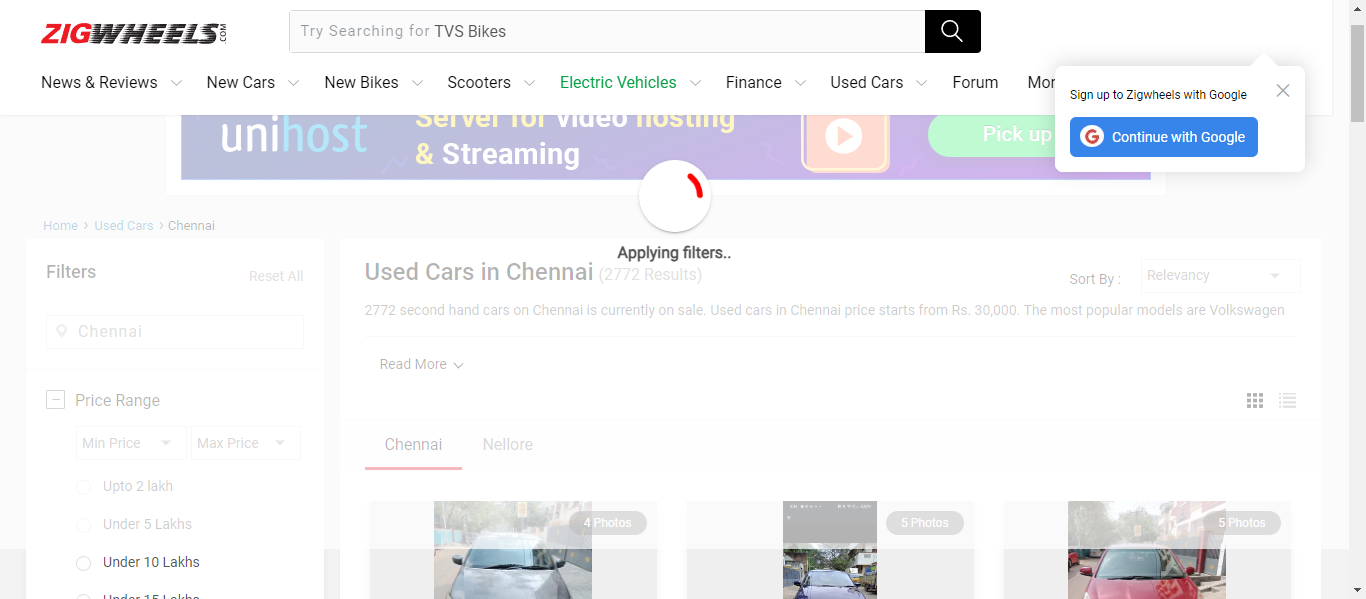 ZIGWHEELS.COM
Try Searching for TVS Bikes
News & Reviews New Cars New Bikes Scooters Electric Vehicles Finance Used Cars Forum Mor
Sign up to Zigwheels with Google
Continue with Google
unihost
Server for video hosting
& Streaming
Pick up
Home › Used Cars › Chennai
Applying filters..
Filters
Reset All
Chennai
Price Range
Min Price Max Price
Upto 2 lakh
Under 5 Lakhs
Under 10 Lakhs
Under 15 Lakhs
Used Cars in Chennai (2772 Results)
Sort By : Relevancy
2772 second hand cars on Chennai is currently on sale. Used cars in Chennai price starts from Rs. 30,000. The most popular models are Volkswagen
Read More
Chennai Nellore
4 Photos
5 Photos
5 Photos